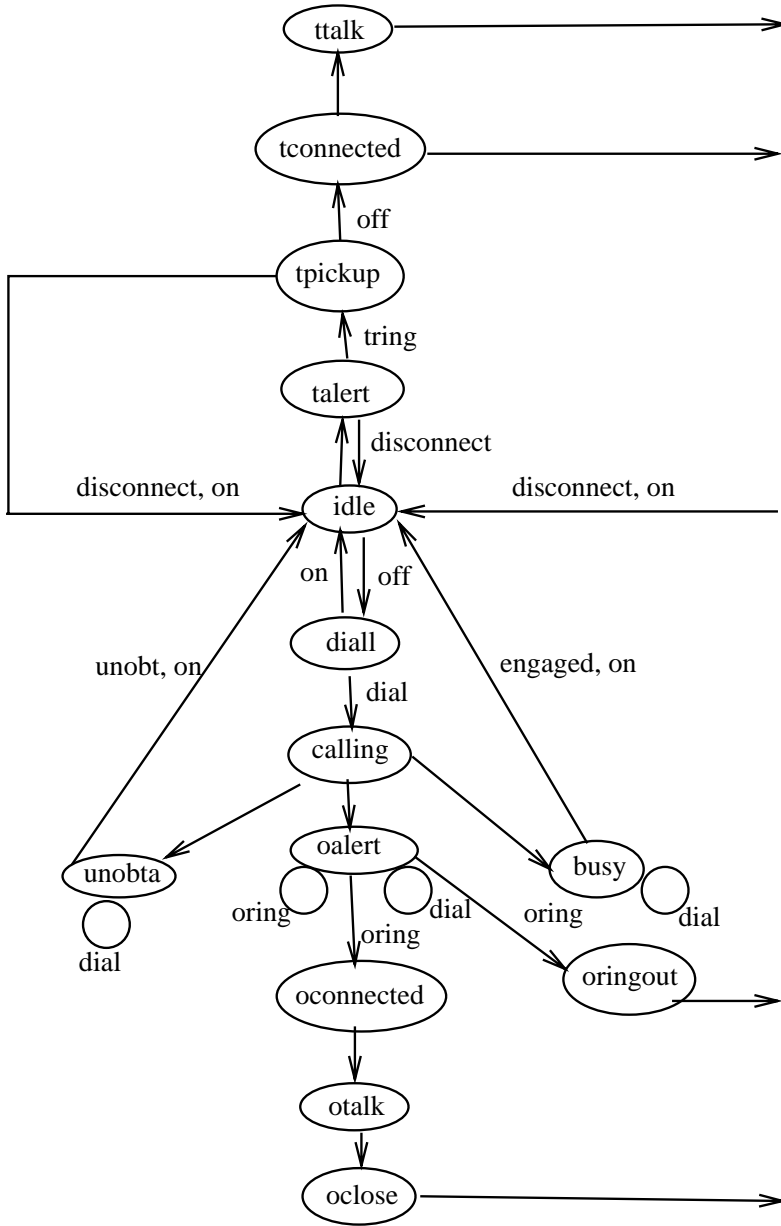 ttalk
tconnected
off
tpickup
tring
talert
disconnect
disconnect, on
disconnect, on
idle
on
off
diall
unobt, on
engaged, on
dial
calling
oalert
busy
unobta
oring
dial
oring
dial
oring
dial
oringout
oconnected
otalk
oclose